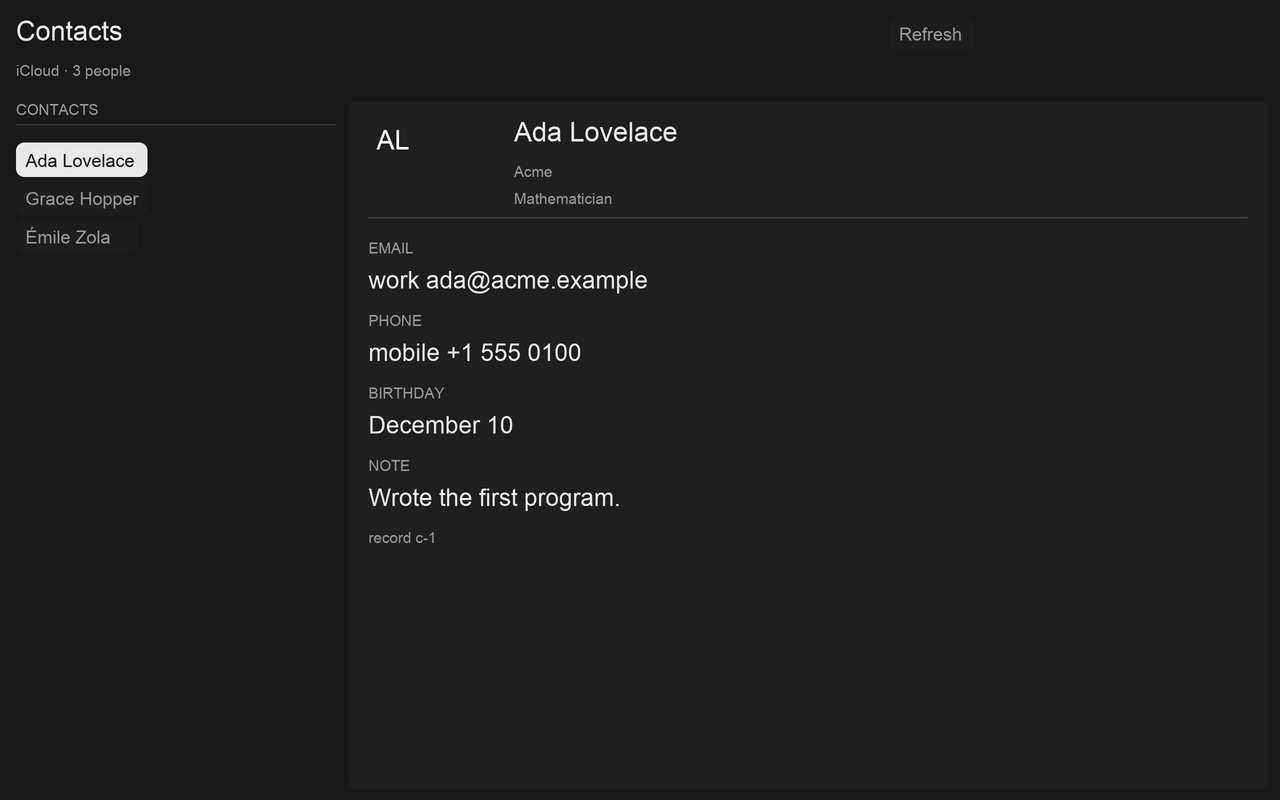 Contacts
Refresh
iCloud · 3 people
CONTACTS
Ada Lovelace
Grace Hopper
Émile Zola
AL
Ada Lovelace
Acme
Mathematician
EMAIL
work ada@acme.example
PHONE
mobile +1 555 0100
BIRTHDAY
December 10
NOTE
Wrote the first program.
record c-1